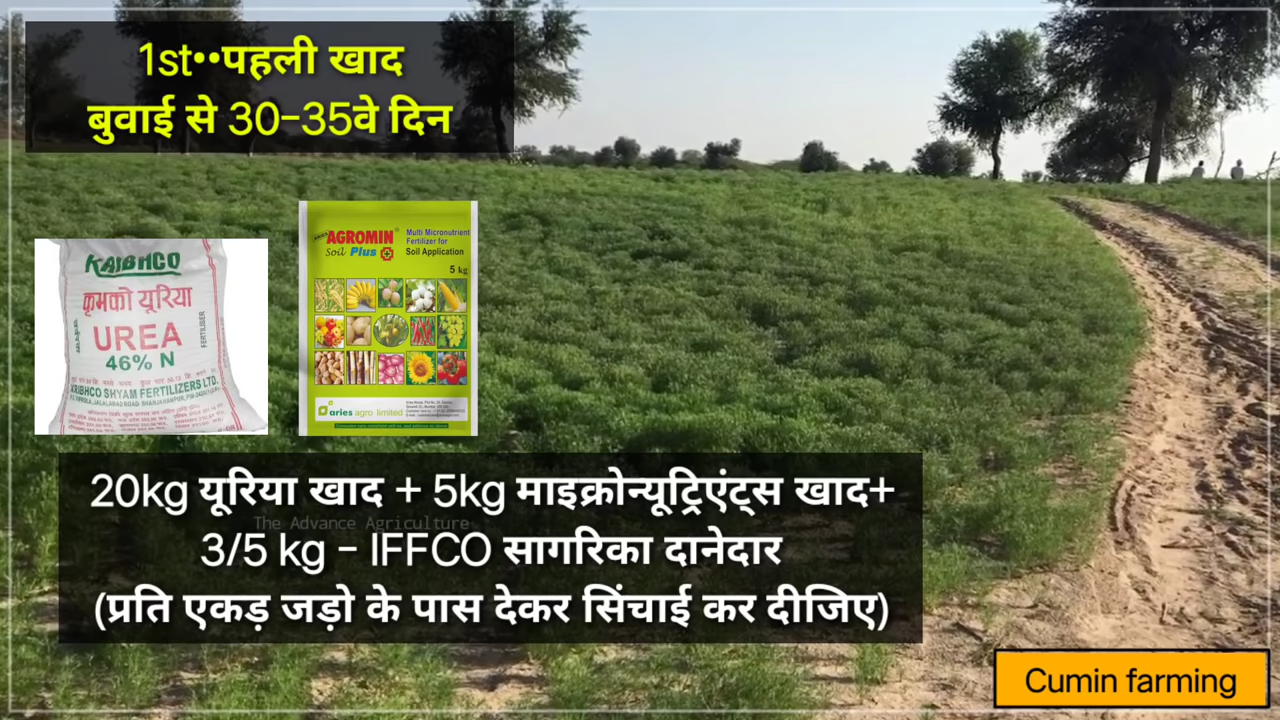 1st••पहली खाद
बुवाई से 30-35वे दिन
KRIBHCO
कृभको यूरिया
UREA
46% N
FERTILISER
KRIBHCO SHYAM FERTILIZERS LTD.
AGROMIN
Soil Plus
Multi Micronutrient
Fertilizer for
Soil Application
5 kg
aries agro limited
20kg यूरिया खाद + 5kg माइक्रोन्यूट्रिएंट्स खाद+
The Advance Agriculture
3/5 kg - IFFCO सागरिका दानेदार
(प्रति एकड़ जड़ो के पास देकर सिंचाई कर दीजिए)
Cumin farming